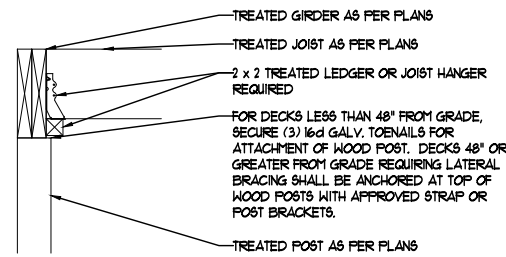 TREATED GIRDER AS PER PLANS
TREATED JOIST AS PER PLANS
2 x 2 TREATED LEDGER OR JOIST HANGER
REQUIRED
FOR DECKS LESS THAN 48" FROM GRADE,
SECURE (3) 16d GALV. TOENAILS FOR
ATTACHMENT OF WOOD POST.  DECKS 48" OR
GREATER FROM GRADE REQUIRING LATERAL
BRACING SHALL BE ANCHORED AT TOP OF
WOOD POSTS WITH APPROVED STRAP OR
POST BRACKETS.
TREATED POST AS PER PLANS